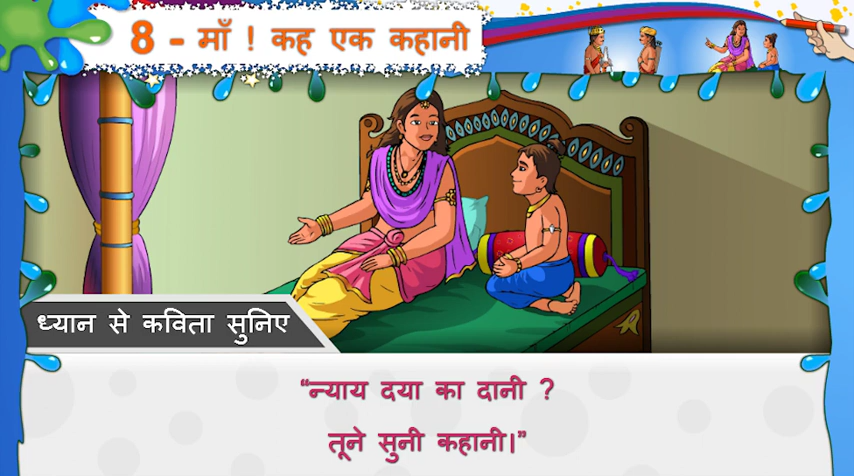 8 - माँ ! कह एक कहानी
ध्यान से कविता सुनिए
“न्याय दया का दानी ?
तूने सुनी कहानी।”